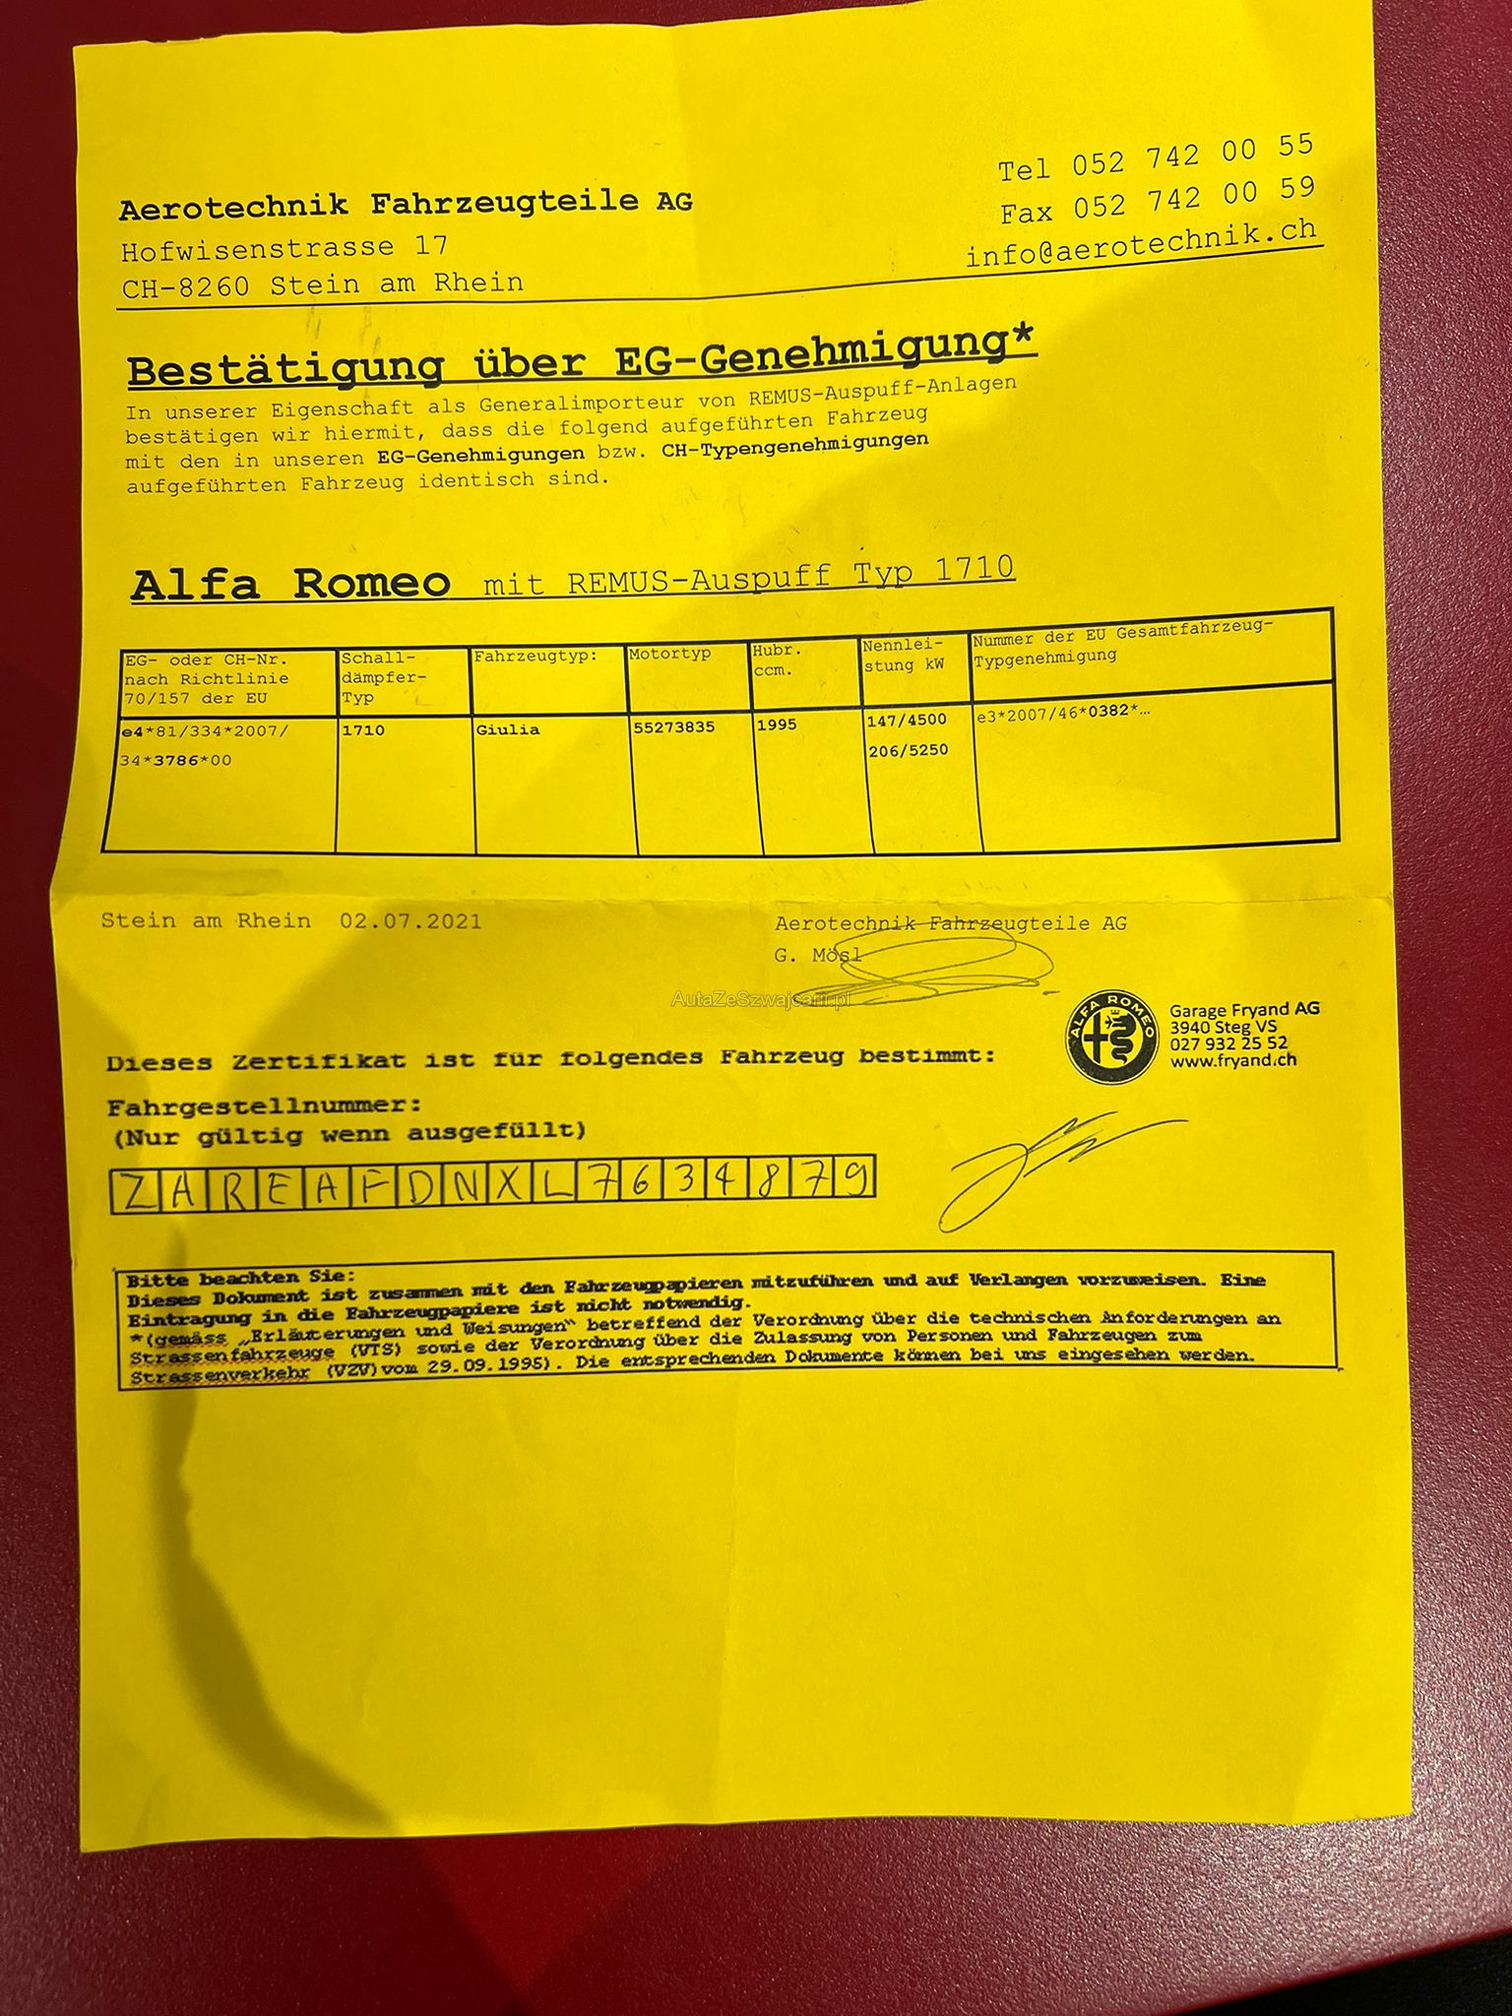 Aerotechnik Fahrzeugteile AG
Hofwisenstrasse 17
CH-8260 Stein am Rhein
Tel 052 742 00 55
Fax 052 742 00 59
info@aerotechnik.ch
Bestätigung über EG-Genehmigung*
In unserer Eigenschaft als Generalimporteur von REMUS-Auspuff-Anlagen
bestätigen wir hiermit, dass die folgend aufgeführten Fahrzeug
mit den in unseren EG-Genehmigungen bzw. CH-Typengenehmigungen
aufgeführten Fahrzeug identisch sind.
Alfa Romeo mit REMUS-Auspuff Typ 1710
EG- oder CH-Nr.
nach Richtlinie
70/157 der EU
Schall-
dämpfer-
Typ
Fahrzeugtyp:
Motortyp
Hubr.
ccm.
Nennlei-
stung kW
Nummer der EU Gesamtfahrzeug-
Typgenehmigung
e4*81/334*2007/
34*3786*00
1710
Giulia
55273835
1995
147/4500
206/5250
e3*2007/46*0382*…
Stein am Rhein 02.07.2021
Aerotechnik Fahrzeugteile AG
G. Mösl
AutaZeSzwajcarii.pl
ALFA ROMEO
Garage Fryand AG
3940 Steg VS
027 932 25 52
www.fryand.ch
Dieses Zertifikat ist für folgendes Fahrzeug bestimmt:
Fahrgestellnummer:
(Nur gültig wenn ausgefüllt)
ZAREAFDNXL7634879
Bitte beachten Sie:
Dieses Dokument ist zusammen mit den Fahrzeugpapieren mitzuführen und auf Verlangen vorzuweisen. Eine
Eintragung in die Fahrzeugpapiere ist nicht notwendig.
*(gemäss „Erläuterungen und Weisungen" betreffend der Verordnung über die technischen Anforderungen an
Strassenfahrzeuge (VTS) sowie der Verordnung über die Zulassung von Personen und Fahrzeugen zum
Strassenverkehr (VZV)vom 29.09.1995). Die entsprechenden Dokumente können bei uns eingesehen werden.